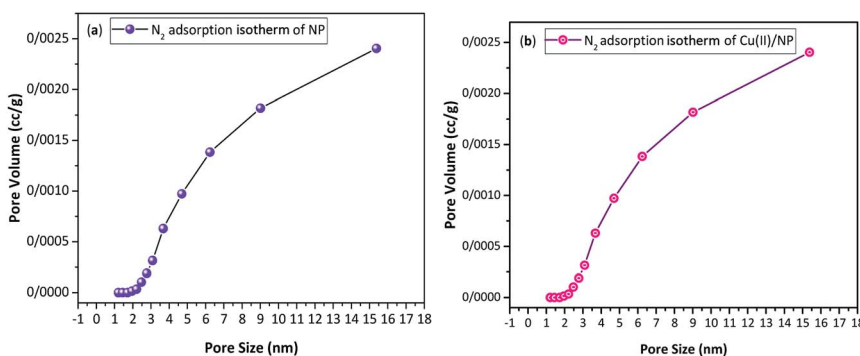 (a) N₂ adsorption isotherm of NP
0/0025
0/0020
0/0015
0/0010
0/0005
0/0000
Pore Volume (cc/g)
-1 0 1 2 3 4 5 6 7 8 9 10 11 12 13 14 15 16 17 18
Pore Size (nm)
(b) N₂ adsorption isotherm of Cu(II)/NP
0/0025
0/0020
0/0015
0/0010
0/0005
0/0000
Pore Volume (cc/g)
-1 0 1 2 3 4 5 6 7 8 9 10 11 12 13 14 15 16 17 18
Pore Size (nm)